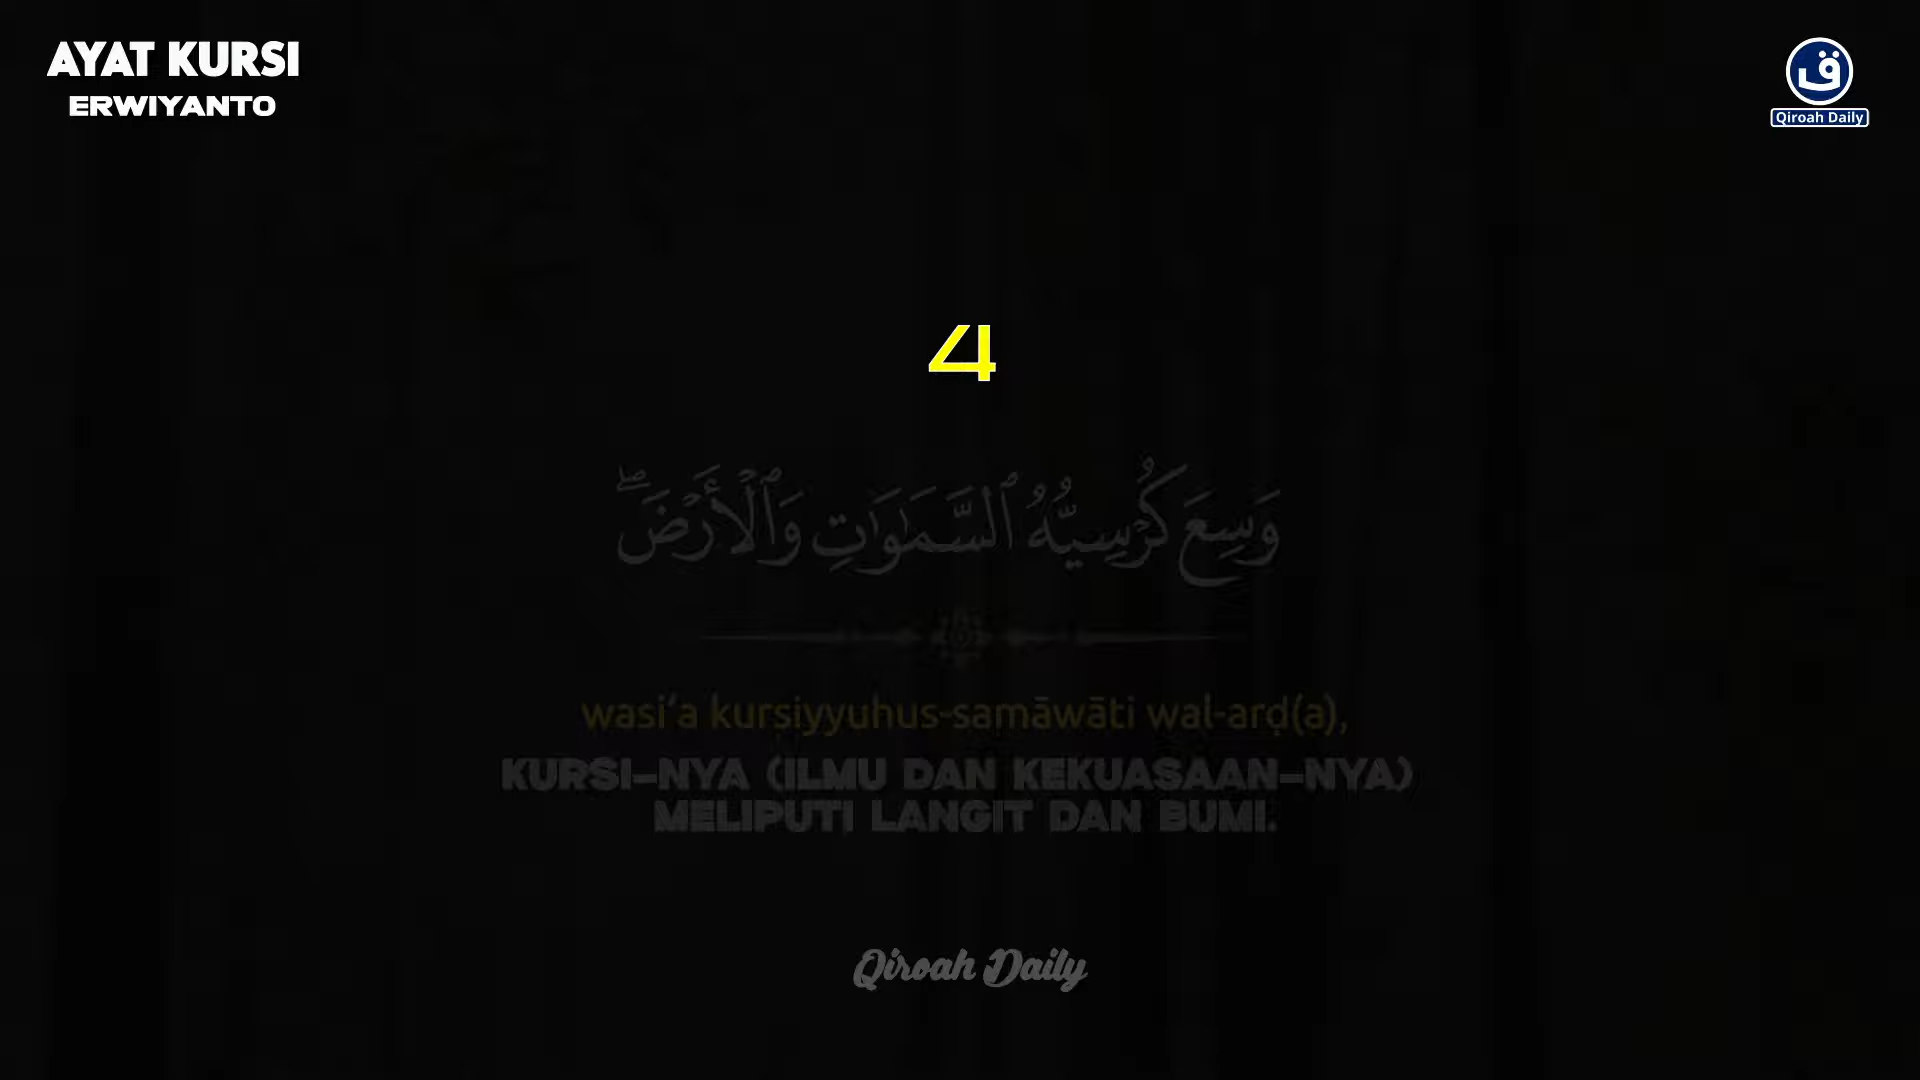 AYAT KURSI
ERWIYANTO
ق
Qiroah Daily
4
وَسِعَ كُرْسِيُّهُ ٱلسَّمَٰوَٰتِ وَٱلْأَرْضَ ۖ
wasi‘a kursiyyuhus-samāwāti wal-arḍ(a),
KURSI-NYA (ILMU DAN KEKUASAAN-NYA)
MELIPUTI LANGIT DAN BUMI.
Qiroah Daily